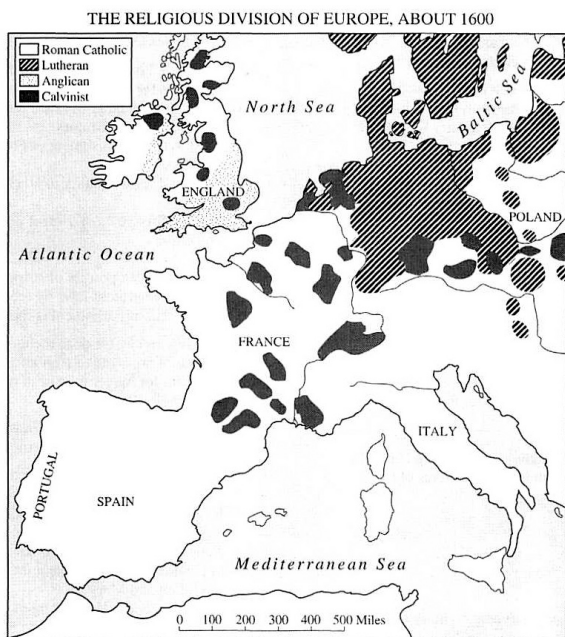 THE RELIGIOUS DIVISION OF EUROPE, ABOUT 1600
Roman Catholic
Lutheran
Anglican
Calvinist
North Sea
Baltic Sea
ENGLAND
POLAND
Atlantic Ocean
FRANCE
ITALY
PORTUGAL
SPAIN
Mediterranean Sea
0 100 200 300 400 500 Miles